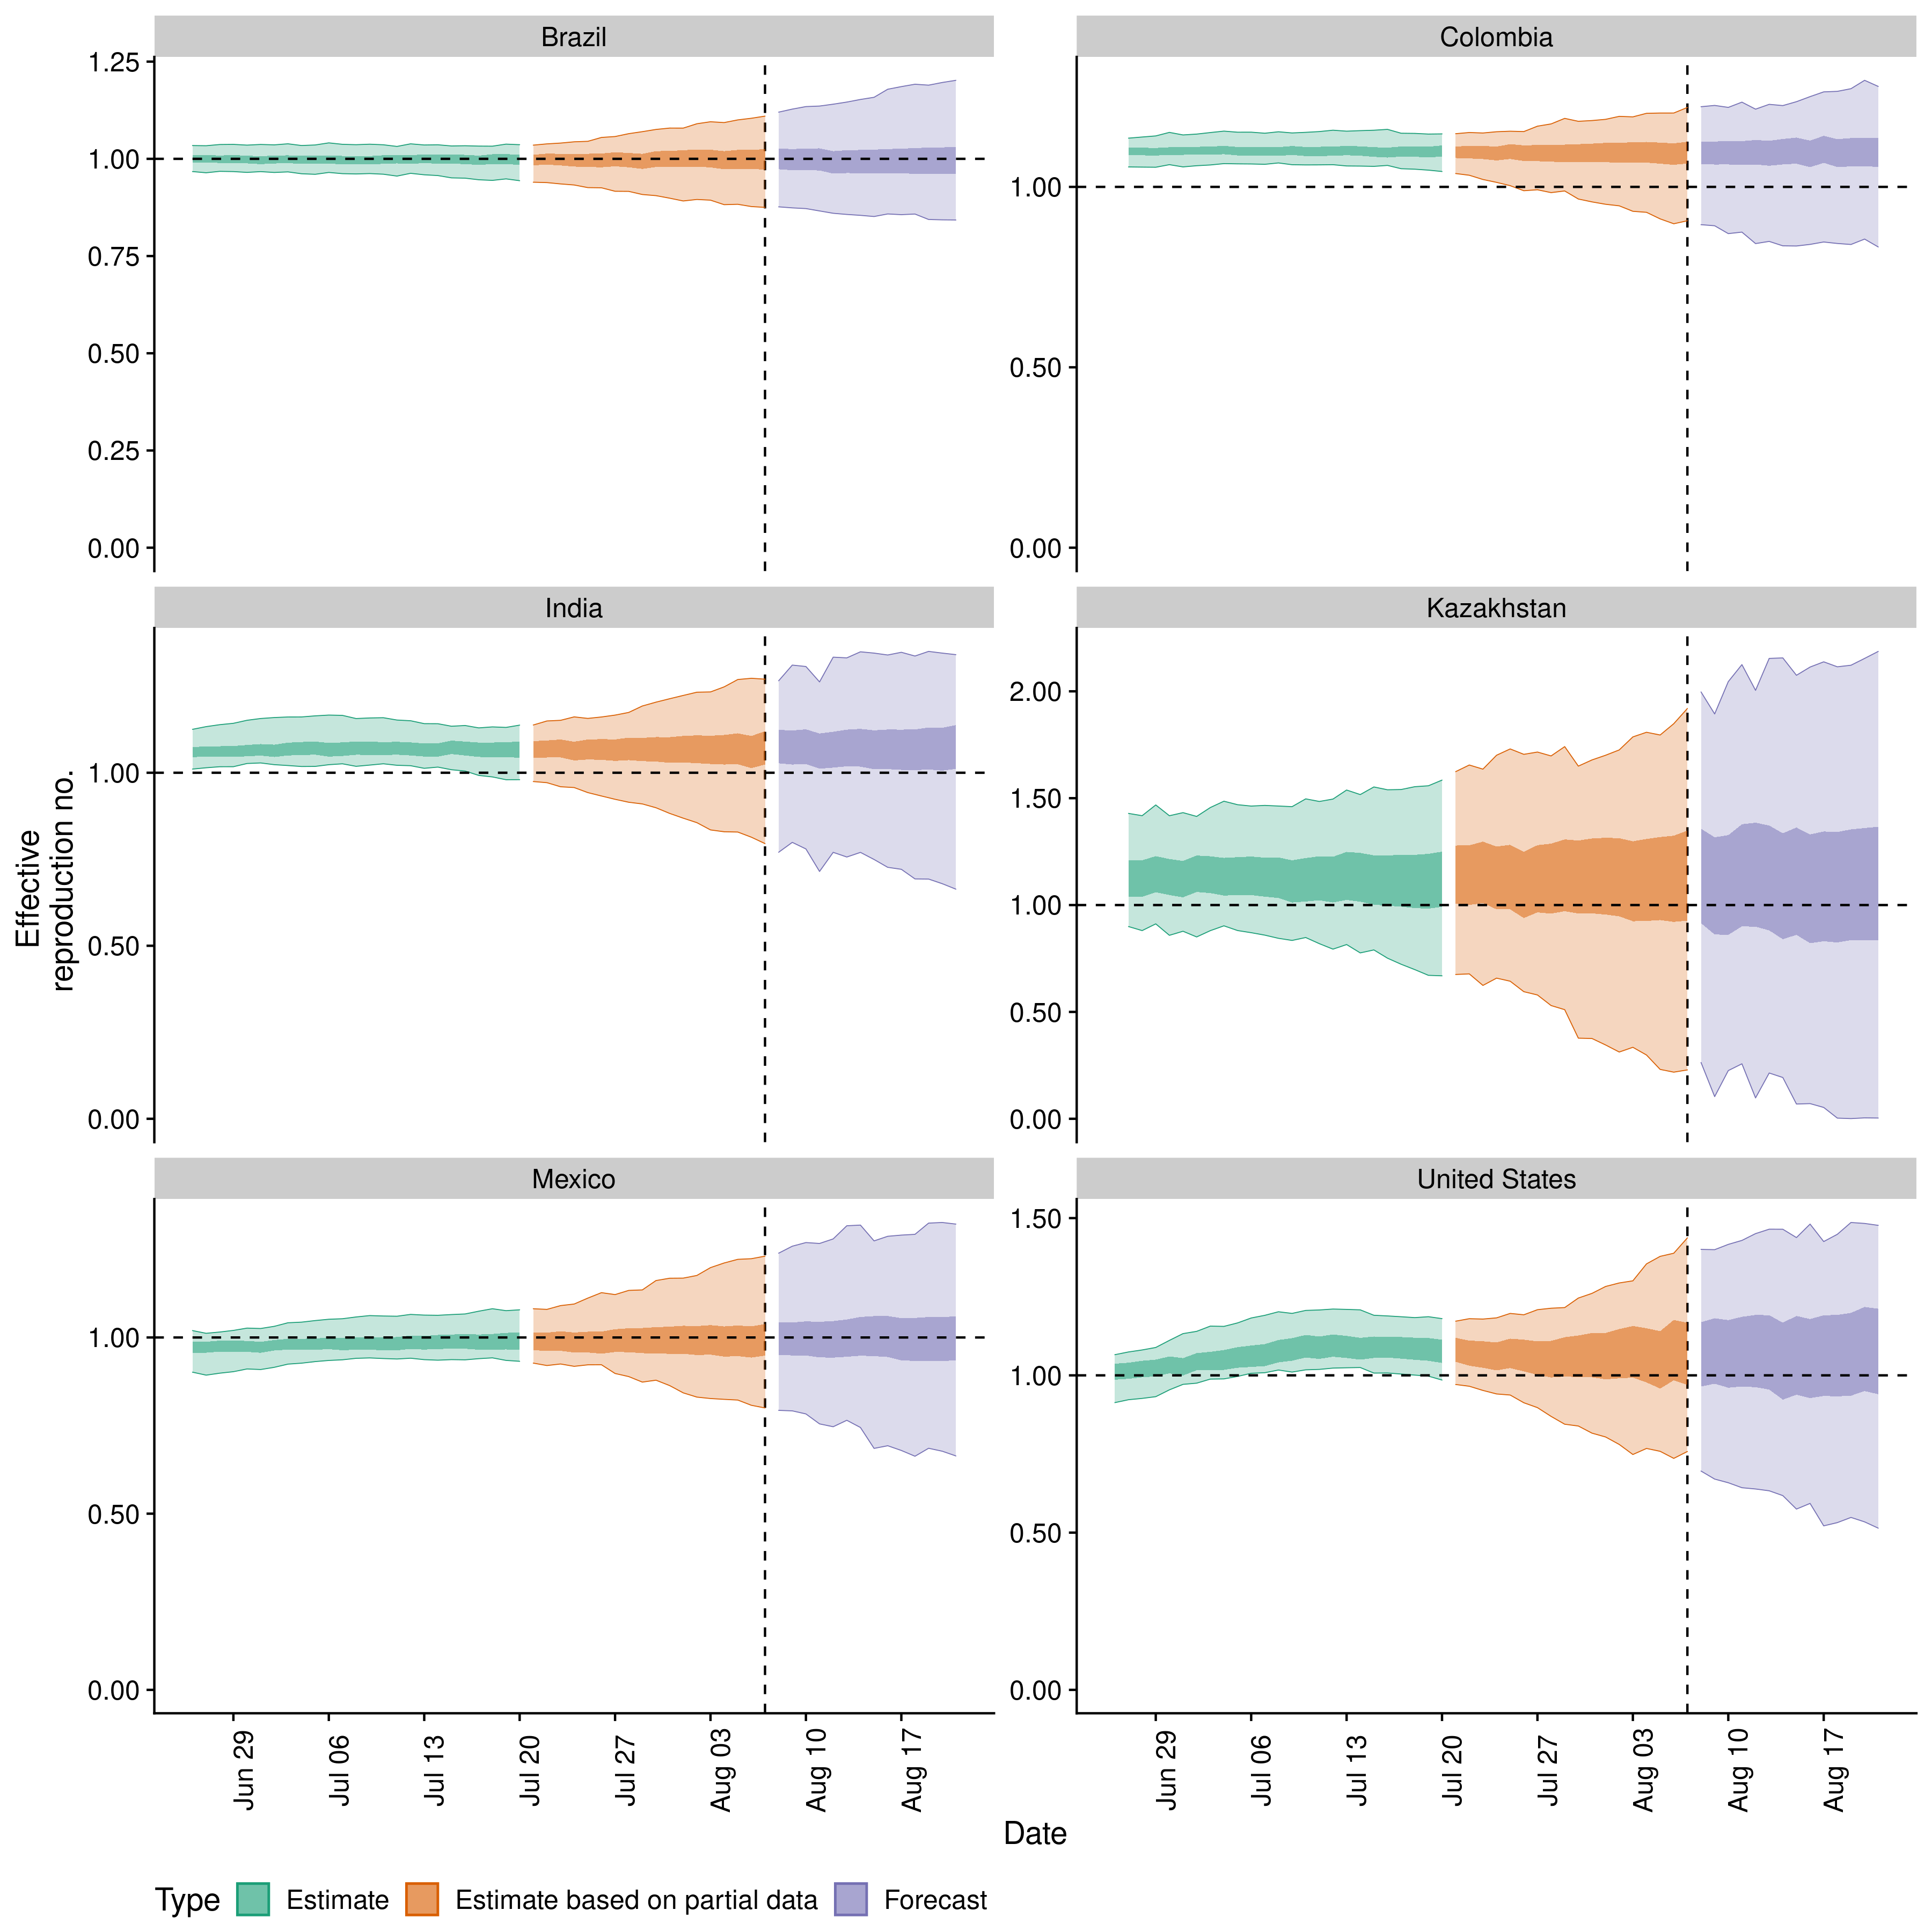 Brazil
Colombia
1.25
1.00
0.75
0.50
0.25
0.00
1.00
0.50
0.00
India
Kazakhstan
1.00
0.50
0.00
2.00
1.50
1.00
0.50
0.00
Effective
reproduction no.
Mexico
United States
1.00
0.50
0.00
1.50
1.00
0.50
0.00
Jun 29
Jul 06
Jul 13
Jul 20
Jul 27
Aug 03
Aug 10
Aug 17
Jun 29
Jul 06
Jul 13
Jul 20
Jul 27
Aug 03
Aug 10
Aug 17
Date
Type Estimate Estimate based on partial data Forecast